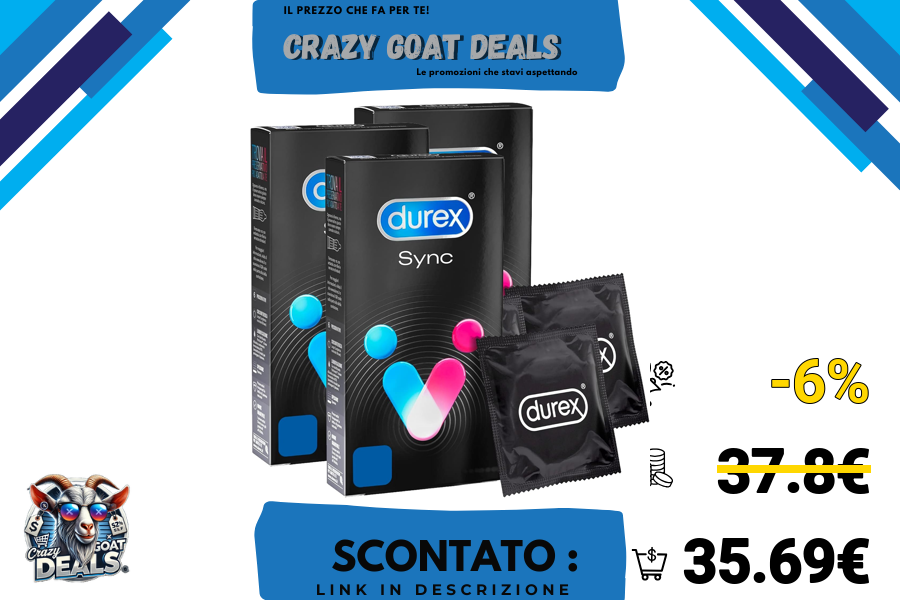 IL PREZZO CHE FA PER TE!
CRAZY GOAT DEALS
Le promozioni che stavi aspettando
durex®
Sync
durex®
-6%
37.8€
35.69€
SCONTATO :
LINK IN DESCRIZIONE
Crazy
GOAT
DEALS